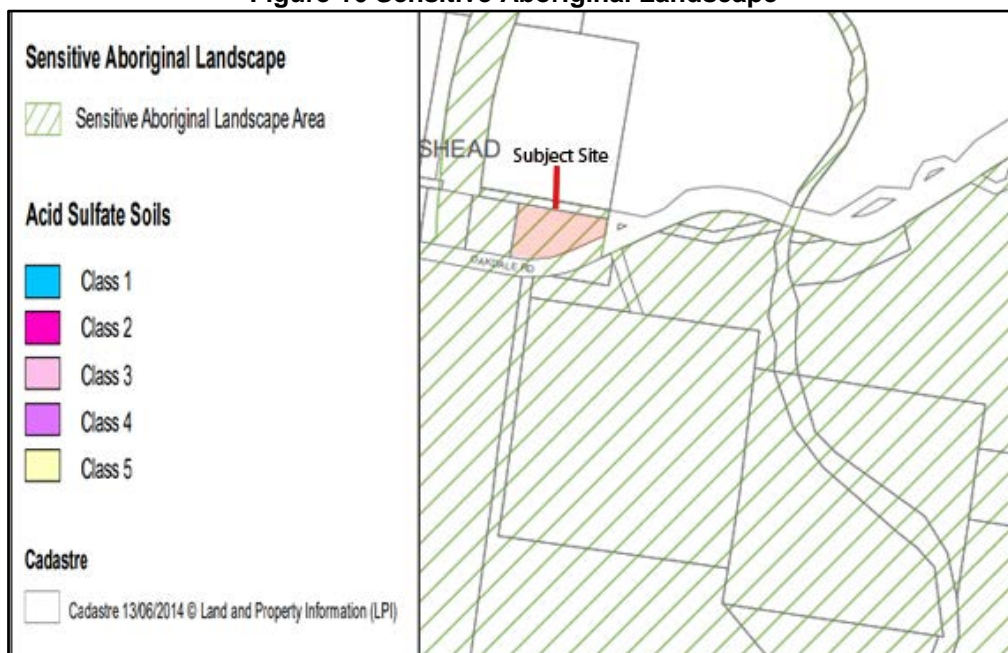 Figure 10 Sensitive Aboriginal Landscape
Sensitive Aboriginal Landscape
Sensitive Aboriginal Landscape Area
Acid Sulfate Soils
Class 1
Class 2
Class 3
Class 4
Class 5
Cadastre
Cadastre 13/06/2014 © Land and Property Information (LPI)
SHEAD
Subject Site
OAKDALE RD